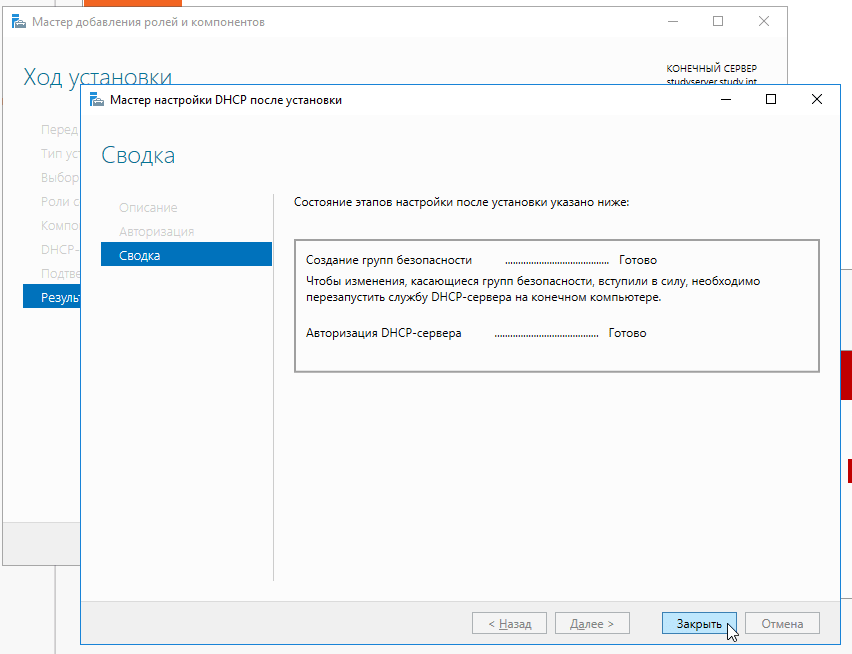 Мастер добавления ролей и компонентов
Ход установки
КОНЕЧНЫЙ СЕРВЕР
studyserver.study.int
Перед
Тип ус
Выбор
Роли с
Компо
DHCP-
Подтве
Резуль
Мастер настройки DHCP после установки
Сводка
Описание
Авторизация
Сводка
Состояние этапов настройки после установки указано ниже:
Создание групп безопасности ........................................ Готово
Чтобы изменения, касающиеся групп безопасности, вступили в силу, необходимо
перезапустить службу DHCP-сервера на конечном компьютере.
Авторизация DHCP-сервера ........................................ Готово
< Назад
Далее >
Закрыть
Отмена